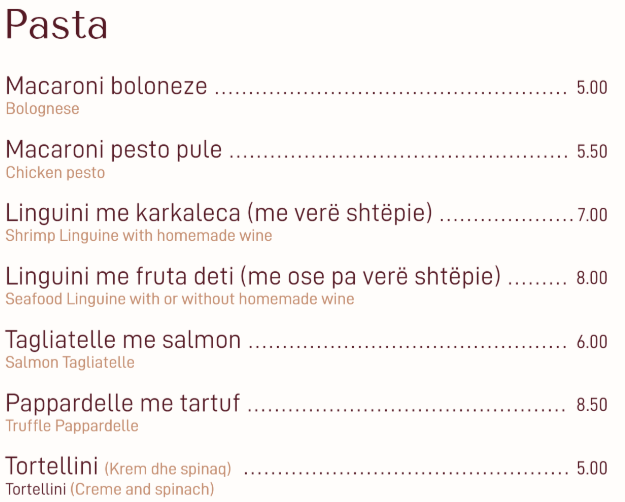 Pasta
Macaroni boloneze ........................................................ 5.00
Bolognese
Macaroni pesto pule ..................................................... 5.50
Chicken pesto
Linguini me karkaleca (me verë shtëpie) ....................7.00
Shrimp Linguine with homemade wine
Linguini me fruta deti (me ose pa verë shtëpie) ......... 8.00
Seafood Linguine with or without homemade wine
Tagliatelle me salmon .................................................. 6.00
Salmon Tagliatelle
Pappardelle me tartuf .................................................. 8.50
Truffle Pappardelle
Tortellini (Krem dhe spinaq) ................................................... 5.00
Tortellini (Creme and spinach)